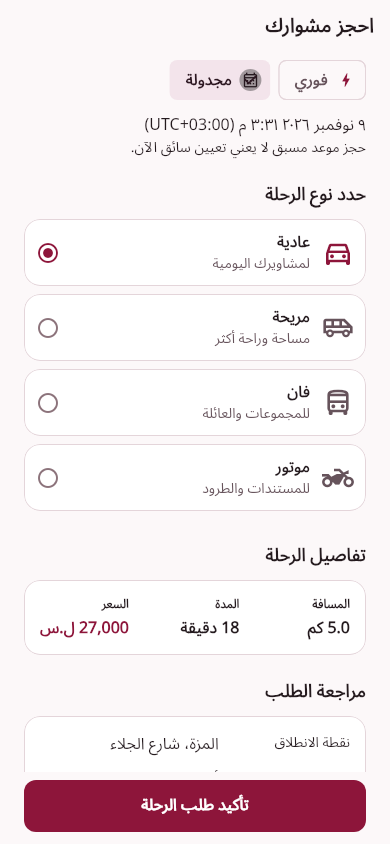 احجز مشوارك
فوري
مجدولة
٩ نوفمبر ٢٠٢٦ ٣:٣١ م (UTC+03:00)
حجز موعد مسبق لا يعني تعيين سائق الآن.
حدد نوع الرحلة
عادية
لمشاويرك اليومية
مريحة
مساحة وراحة أكثر
فان
للمجموعات والعائلة
موتور
للمستندات والطرود
تفاصيل الرحلة
المسافة المدة السعر
5.0 كم 18 دقيقة 27,000 ل.س
مراجعة الطلب
نقطة الانطلاق المزة، شارع الجلاء
تأكيد طلب الرحلة